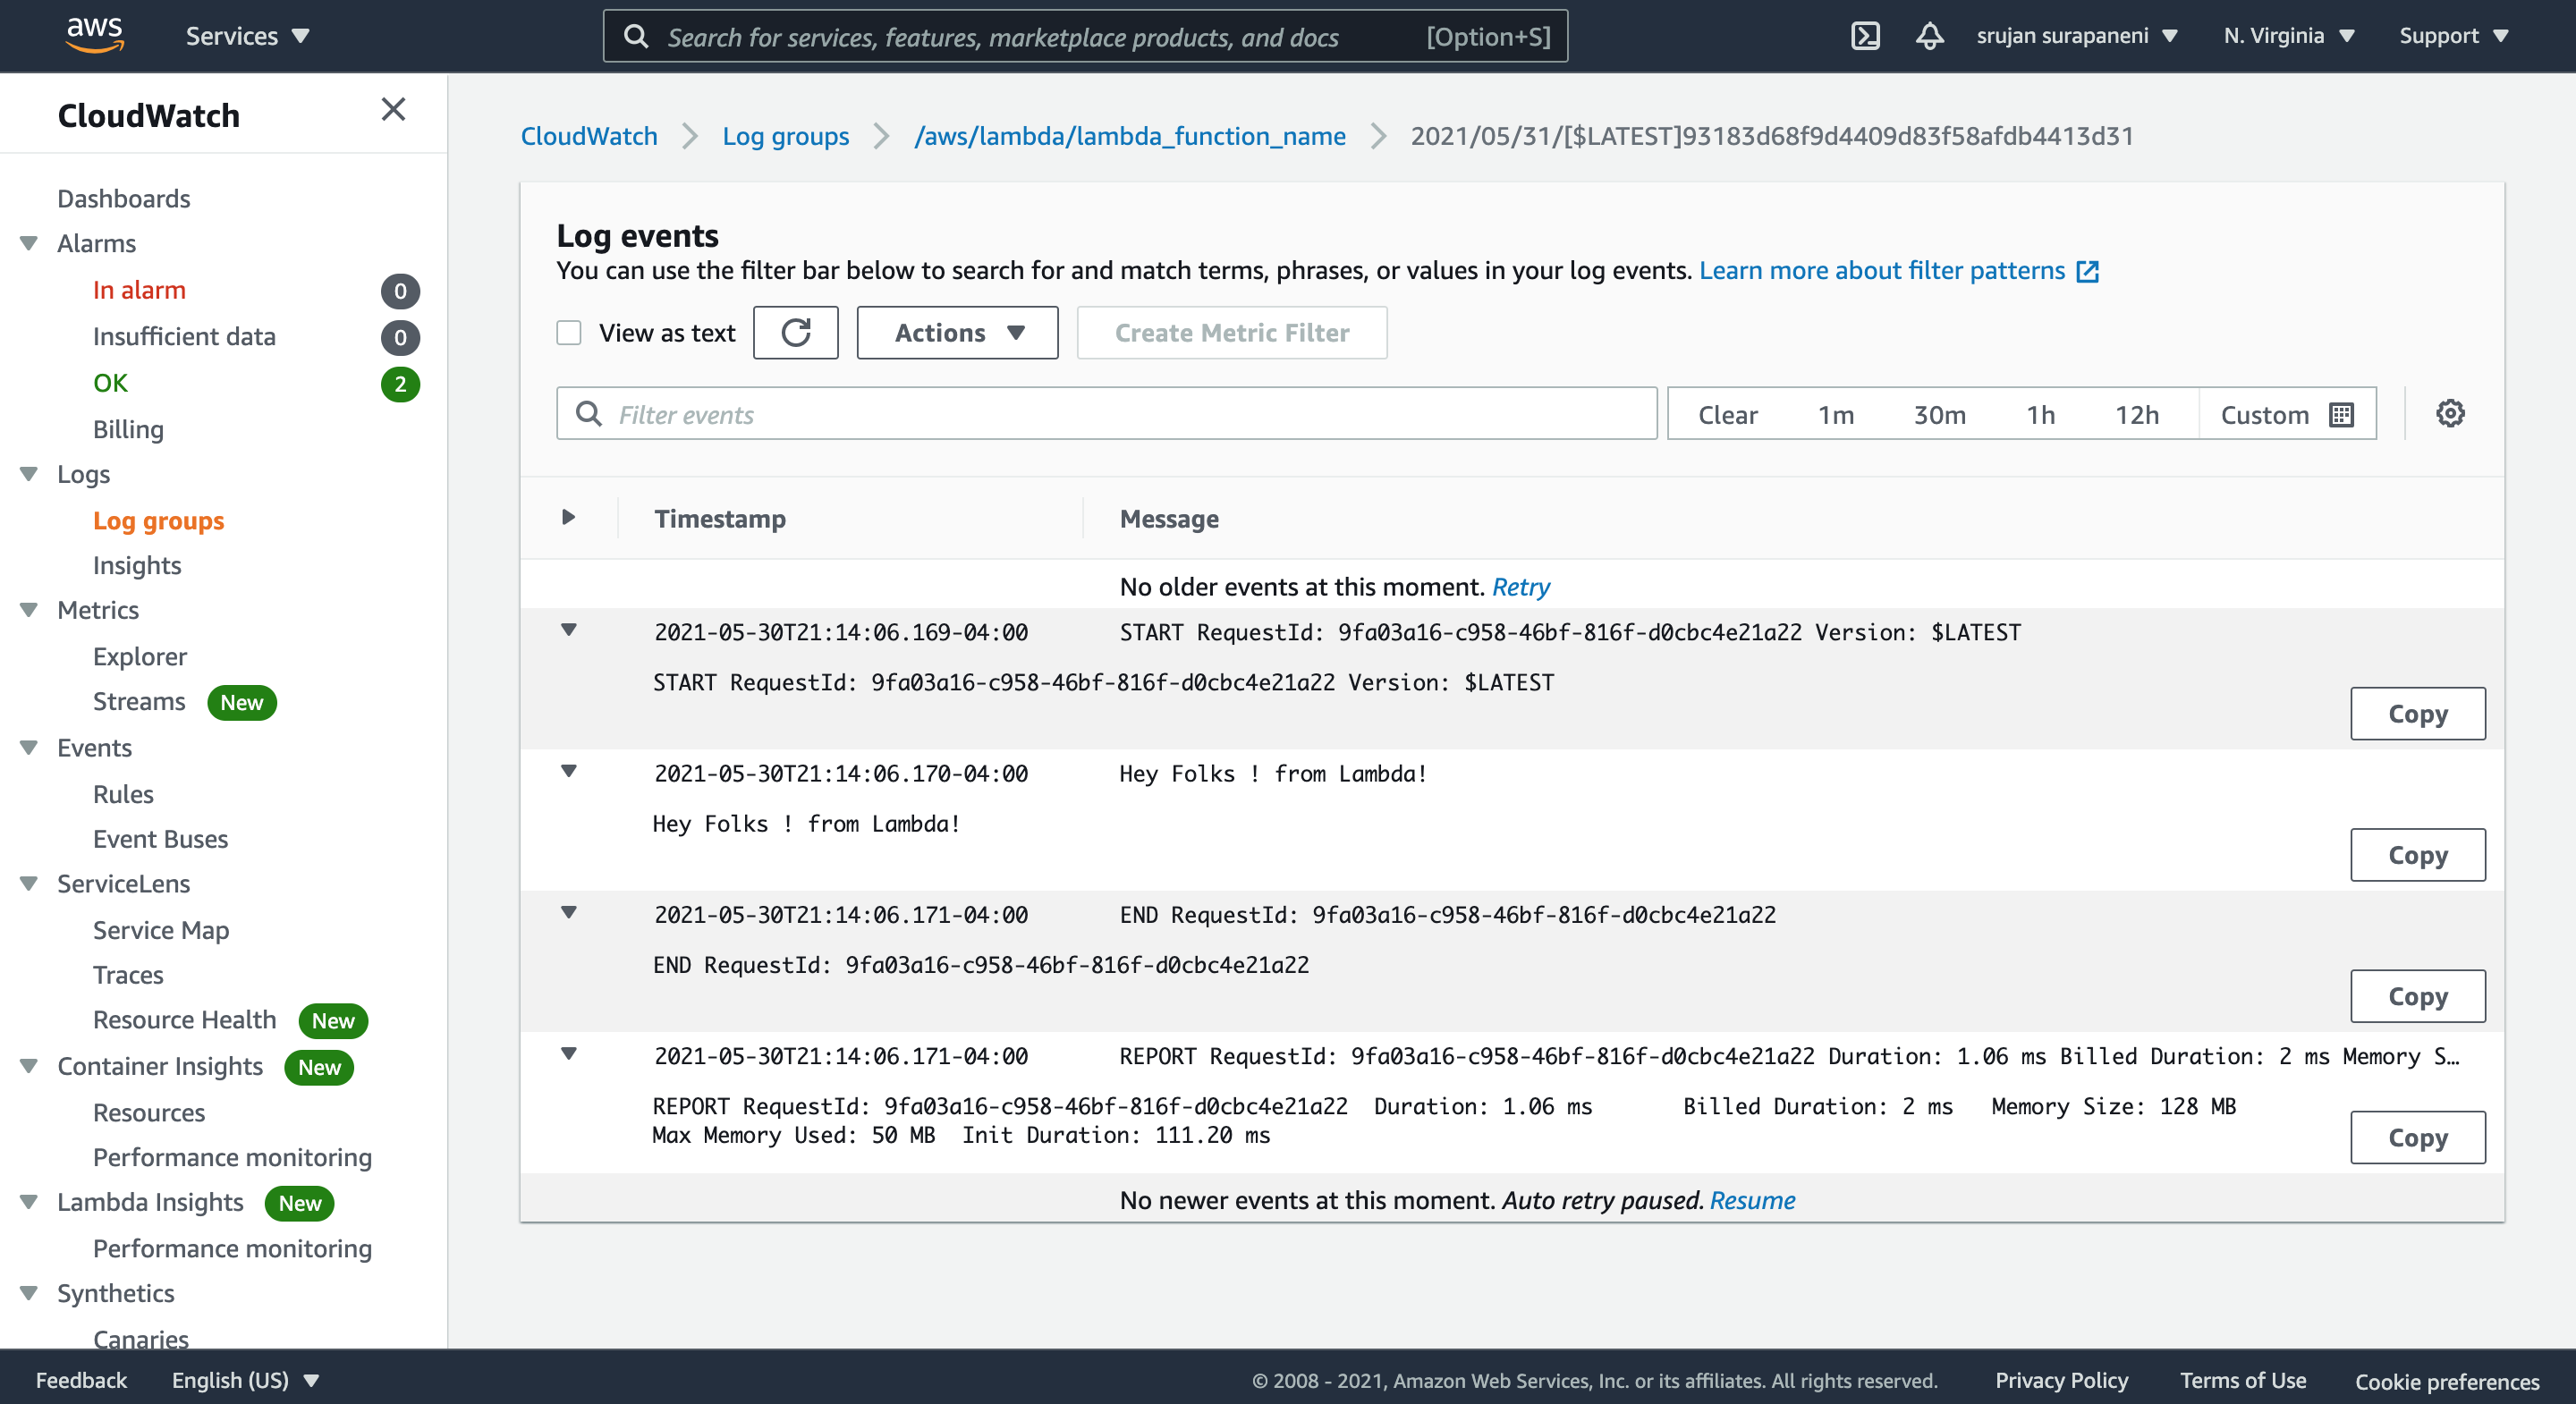 aws
Services
Search for services, features, marketplace products, and docs [Option+S]
srujan surapaneni
N. Virginia
Support
CloudWatch
Dashboards
Alarms
In alarm 0
Insufficient data 0
OK 2
Billing
Logs
Log groups
Insights
Metrics
Explorer
Streams New
Events
Rules
Event Buses
ServiceLens
Service Map
Traces
Resource Health New
Container Insights New
Resources
Performance monitoring
Lambda Insights New
Performance monitoring
Synthetics
Canaries
CloudWatch
Log groups
/aws/lambda/lambda_function_name
2021/05/31/[$LATEST]93183d68f9d4409d83f58afdb4413d31
Log events
You can use the filter bar below to search for and match terms, phrases, or values in your log events. Learn more about filter patterns
View as text
Actions
Create Metric Filter
Filter events
Clear 1m 30m 1h 12h Custom
Timestamp Message
No older events at this moment. Retry
2021-05-30T21:14:06.169-04:00 START RequestId: 9fa03a16-c958-46bf-816f-d0cbc4e21a22 Version: $LATEST
START RequestId: 9fa03a16-c958-46bf-816f-d0cbc4e21a22 Version: $LATEST
Copy
2021-05-30T21:14:06.170-04:00 Hey Folks ! from Lambda!
Hey Folks ! from Lambda!
Copy
2021-05-30T21:14:06.171-04:00 END RequestId: 9fa03a16-c958-46bf-816f-d0cbc4e21a22
END RequestId: 9fa03a16-c958-46bf-816f-d0cbc4e21a22
Copy
2021-05-30T21:14:06.171-04:00 REPORT RequestId: 9fa03a16-c958-46bf-816f-d0cbc4e21a22 Duration: 1.06 ms Billed Duration: 2 ms Memory S…
REPORT RequestId: 9fa03a16-c958-46bf-816f-d0cbc4e21a22 Duration: 1.06 ms Billed Duration: 2 ms Memory Size: 128 MB
Max Memory Used: 50 MB Init Duration: 111.20 ms
Copy
No newer events at this moment. Auto retry paused. Resume
Feedback
English (US)
© 2008 - 2021, Amazon Web Services, Inc. or its affiliates. All rights reserved.
Privacy Policy
Terms of Use
Cookie preferences